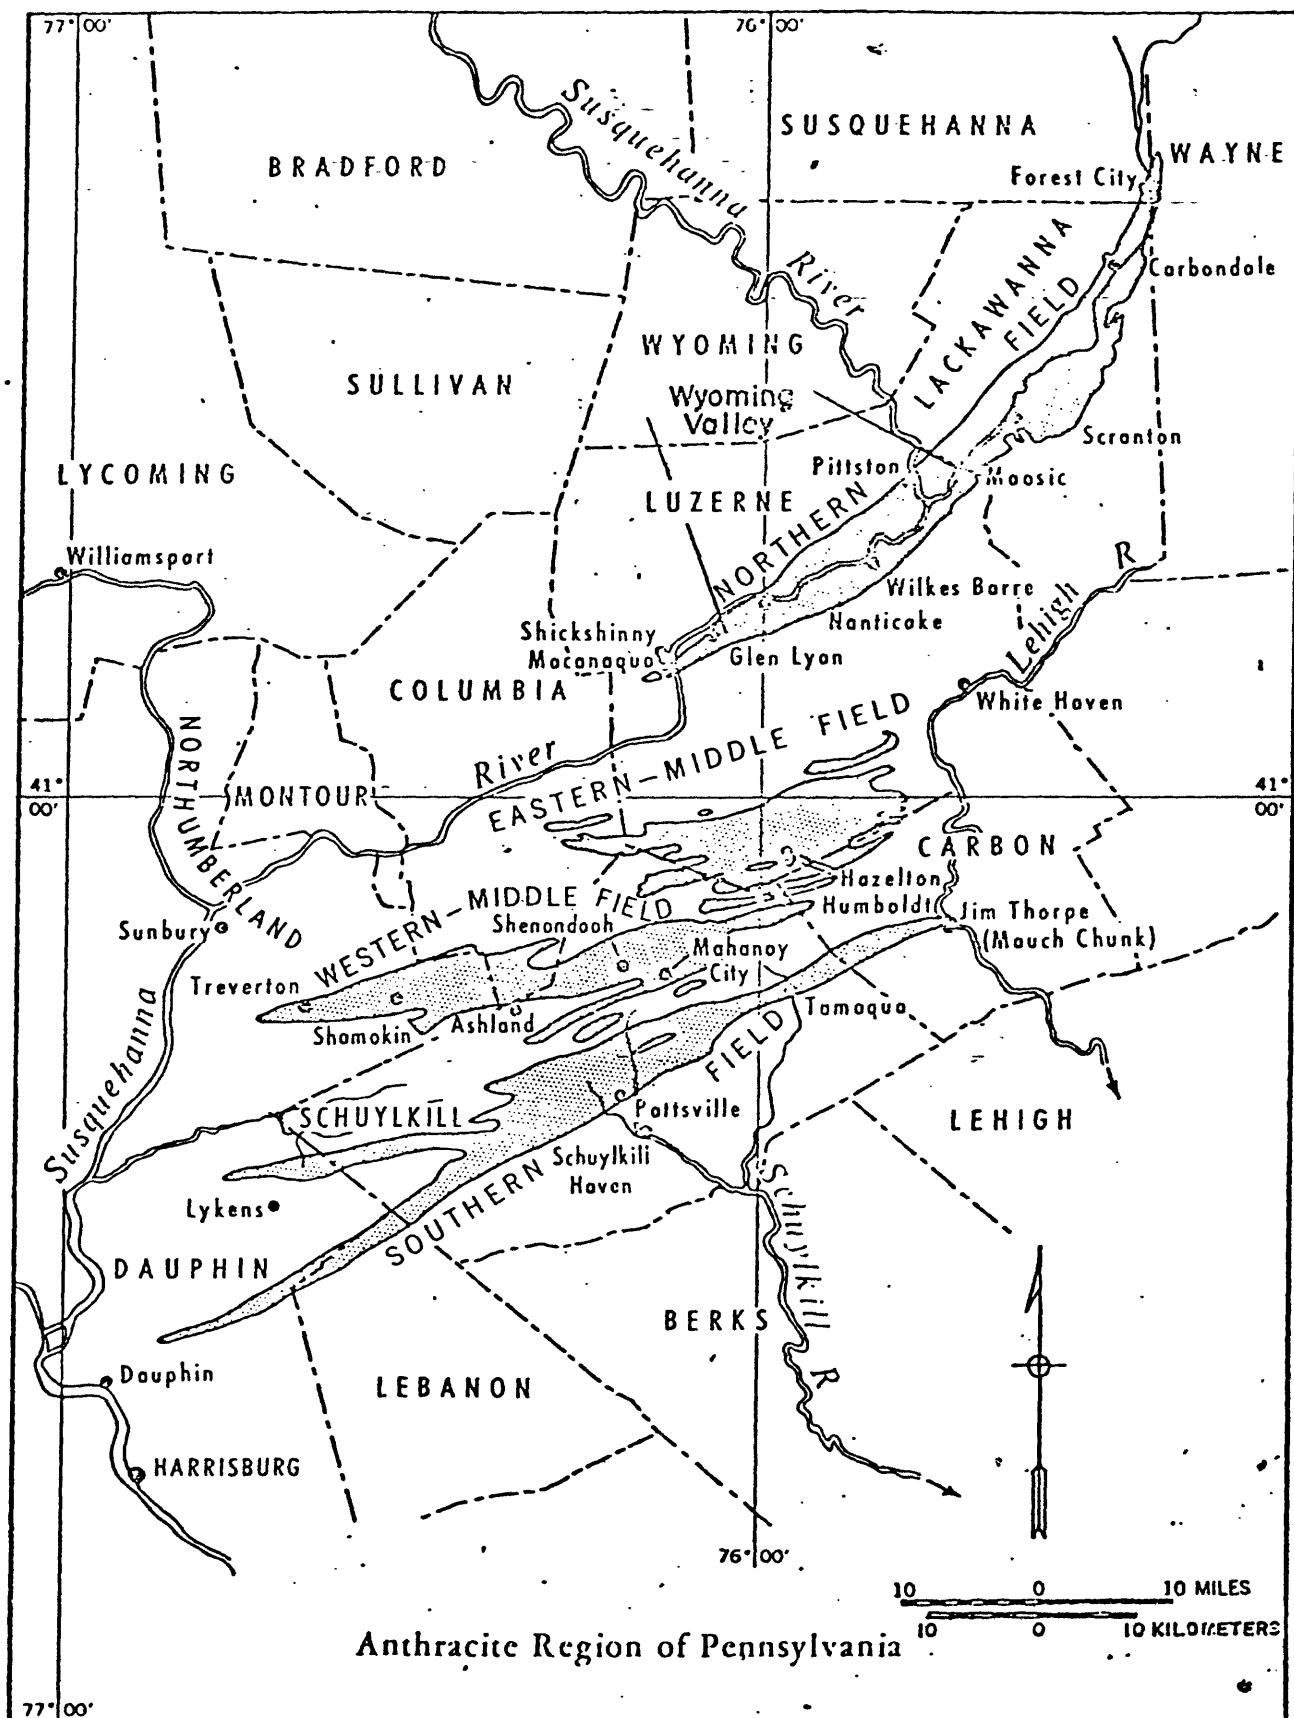 77°00'
76°00'
Susquehanna
River
SUSQUEHANNA
WAYNE
BRADFORD
Forest City
Carbondale
LACKAWANNA
FIELD
WYOMING
SULLIVAN
Wyoming
Valley
Scranton
LYCOMING
Pittston
Moosic
LUZERNE
NORTHERN
Williamsport
Wilkes Barre
Lehigh R
Nanticoke
Shickshinny
Mocanaqua
Glen Lyon
COLUMBIA
White Haven
NORTHUMBERLAND
River
EASTERN-MIDDLE FIELD
41°
00'
MONTOUR
41°
00'
CARBON
Hazelton
WESTERN-MIDDLE FIELD
Humboldt
Jim Thorpe
(Mauch Chunk)
Shenandoah
Sunbury
Mahanoy
City
Treverton
Tamaqua
Shamokin
Ashland
FIELD
Susquehanna
SCHUYLKILL
Pottsville
LEHIGH
Schuylkill
Haven
SOUTHERN
Lykens
Schuylkill R
DAUPHIN
BERKS
Dauphin
LEBANON
HARRISBURG
76°00'
10 0 10 MILES
10 0 10 KILOMETERS
Anthracite Region of Pennsylvania
77°00'